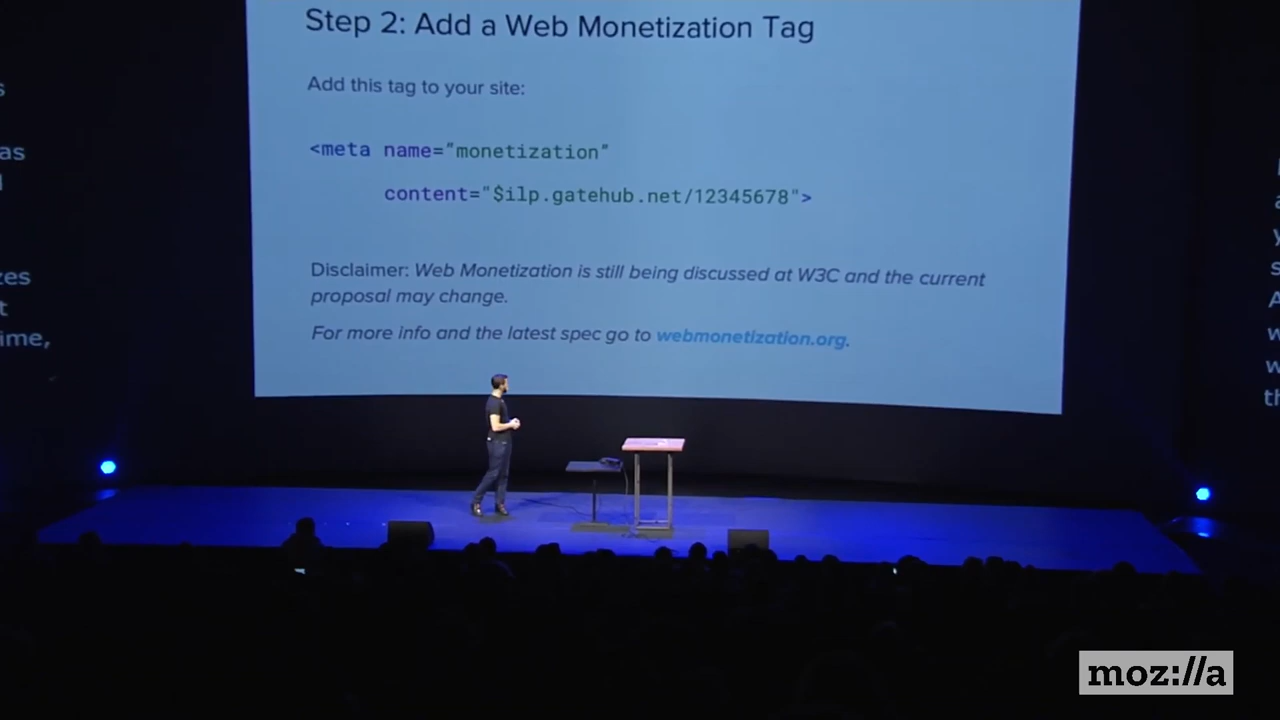 Step 2: Add a Web Monetization Tag
Add this tag to your site:
<meta name="monetization"
content="$ilp.gatehub.net/12345678">
Disclaimer: Web Monetization is still being discussed at W3C and the current
proposal may change.
For more info and the latest spec go to webmonetization.org.
moz://a